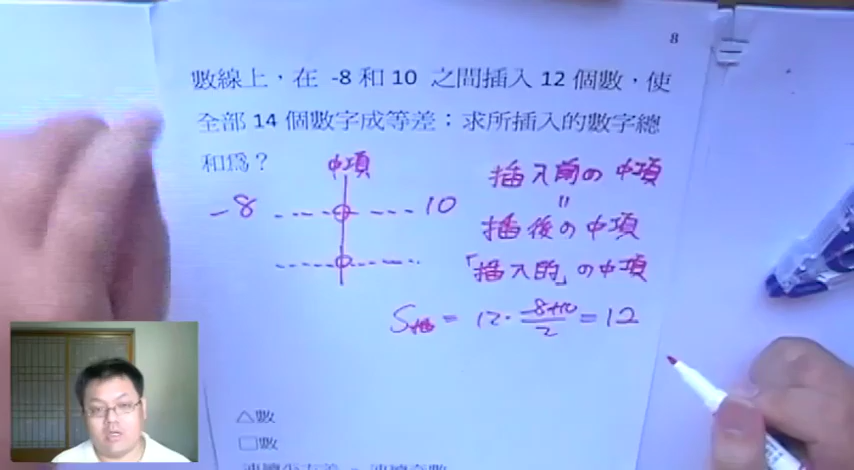 8
數線上，在 -8 和 10 之間插入 12 個數，使
全部 14 個數字成等差；求所插入的數字總
和為？
中項
-8 10
插入前の中項
"
插後の中項
「插入的」の中項
S插 = 12 · (-8+10)/2 = 12
△數
□數